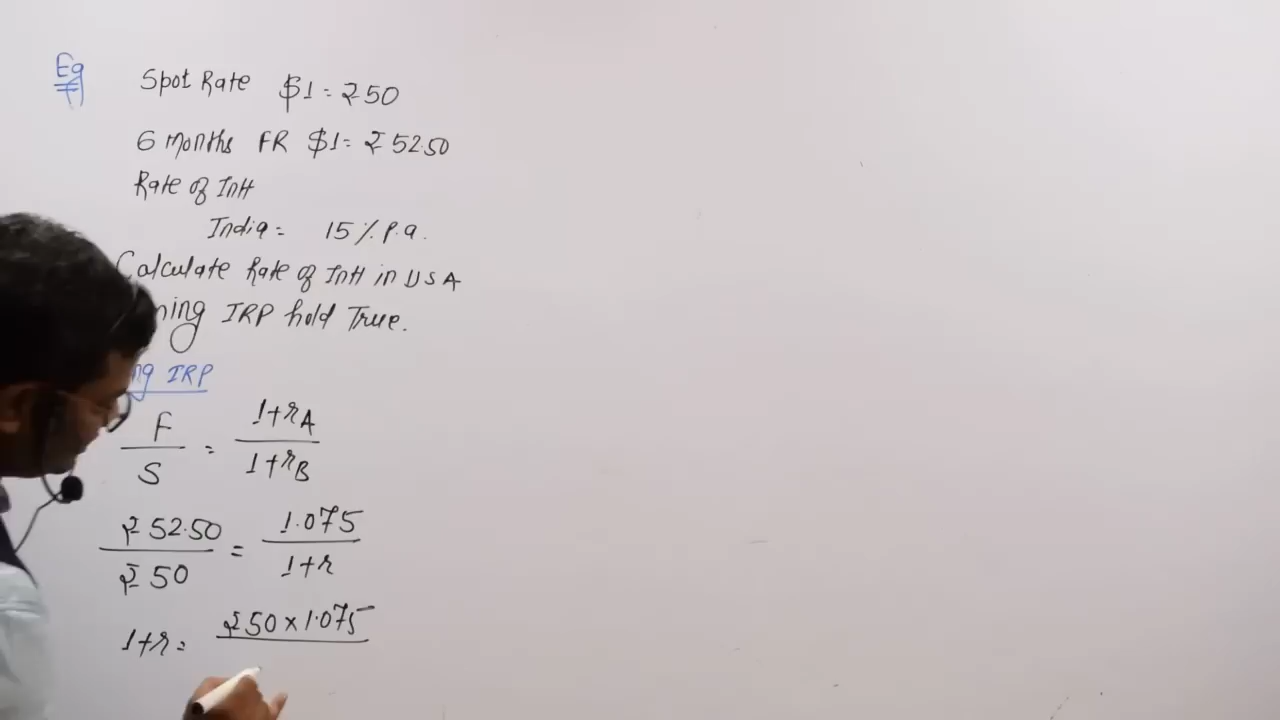 Eg
Spot Rate $1 = ₹50
6 Months FR $1 = ₹52.50
Rate of Intt
India = 15% p.a.
Calculate Rate of Intt in USA
ming IRP hold True.
ng IRP
F/S = 1+rA/1+rB
₹52.50/₹50 = 1.075/1+r
1+r = ₹50×1.075